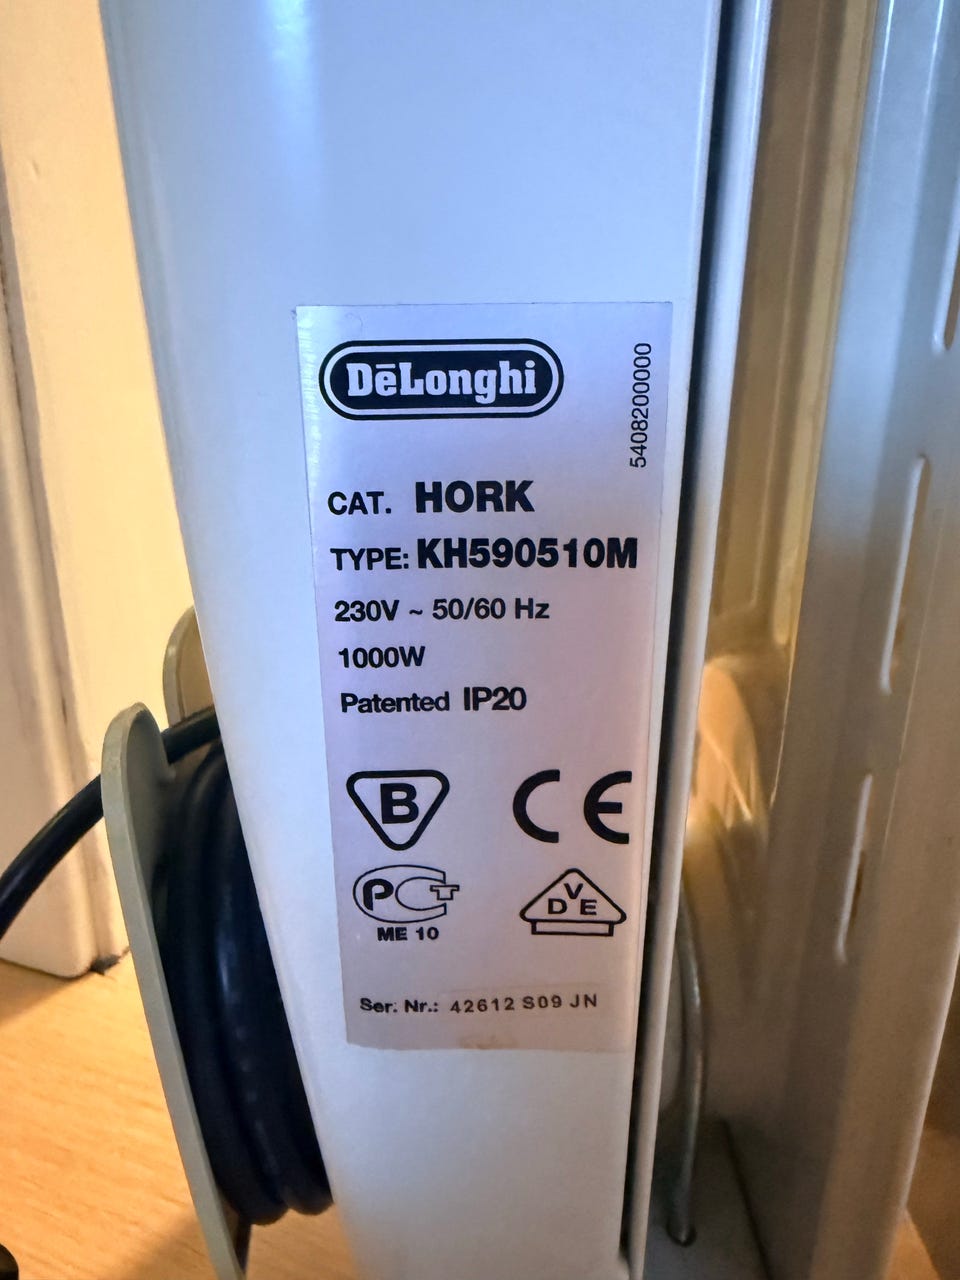 DēLonghi
5408200000
CAT. HORK
TYPE: KH590510M
230V ~ 50/60 Hz
1000W
Patented IP20
B CE
PCT DVE
ME 10
Ser. Nr.: 42612 S09 JN